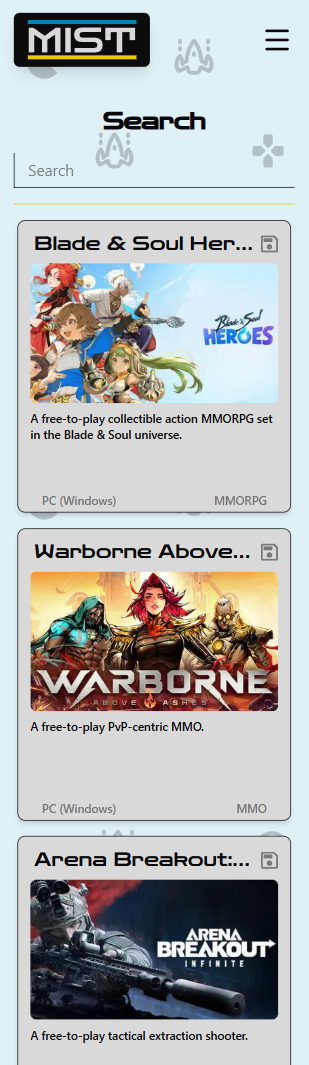 MIST
Search
Search
Blade & Soul Her...
Blade & Soul
HEROES
A free-to-play collectible action MMORPG set
in the Blade & Soul universe.
PC (Windows) MMORPG
Warborne Above...
WARBORNE
ABOVE ASHES
A free-to-play PvP-centric MMO.
PC (Windows) MMO
Arena Breakout:...
ARENA
BREAKOUT
INFINITE
A free-to-play tactical extraction shooter.